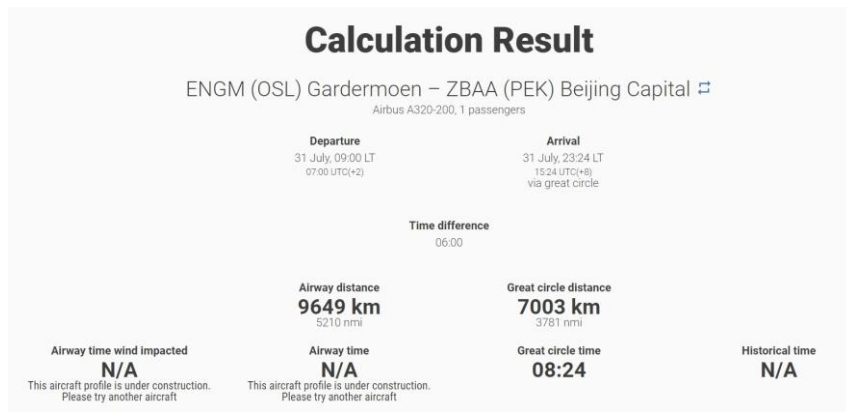 Calculation Result
ENGM (OSL) Gardermoen – ZBAA (PEK) Beijing Capital
Airbus A320-200, 1 passengers
Departure
31 July, 09:00 LT
07:00 UTC(+2)
Arrival
31 July, 23:24 LT
15:24 UTC(+8)
via great circle
Time difference
06:00
Airway distance
9649 km
5210 nmi
Great circle distance
7003 km
3781 nmi
Airway time wind impacted
N/A
This aircraft profile is under construction.
Please try another aircraft
Airway time
N/A
This aircraft profile is under construction.
Please try another aircraft
Great circle time
08:24
Historical time
N/A